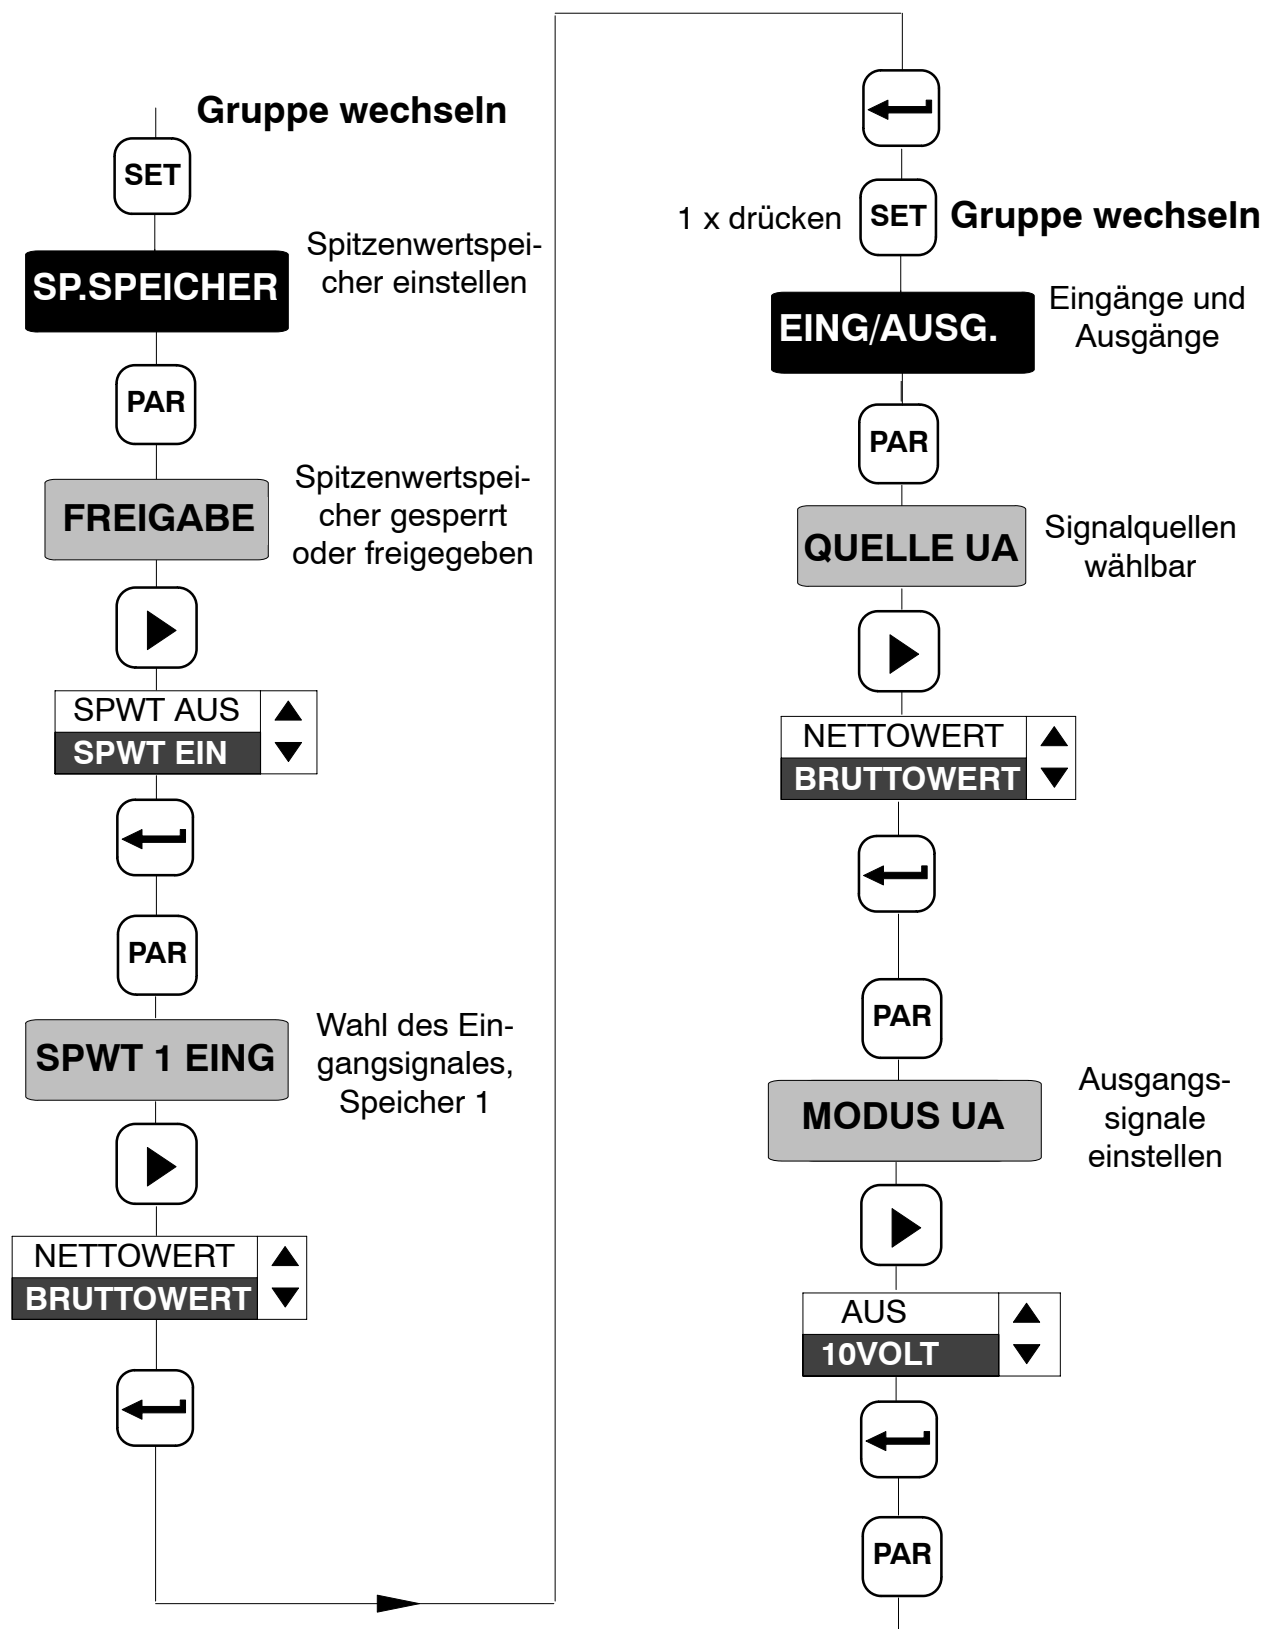 Gruppe wechseln
SET
SP.SPEICHER
Spitzenwertspei-
cher einstellen
PAR
FREIGABE
Spitzenwertspei-
cher gesperrt
oder freigegeben
SPWT AUS
SPWT EIN
PAR
SPWT 1 EING
Wahl des Ein-
gangsignales,
Speicher 1
NETTOWERT
BRUTTOWERT
1 x drücken
SET
Gruppe wechseln
EING/AUSG.
Eingänge und
Ausgänge
PAR
QUELLE UA
Signalquellen
wählbar
NETTOWERT
BRUTTOWERT
PAR
MODUS UA
Ausgangs-
signale
einstellen
AUS
10VOLT
PAR